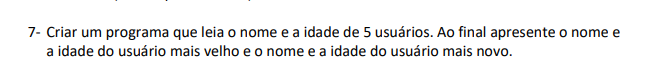 7- Criar um programa que leia o nome e a idade de 5 usuários. Ao final apresente o nome e
a idade do usuário mais velho e o nome e a idade do usuário mais novo.